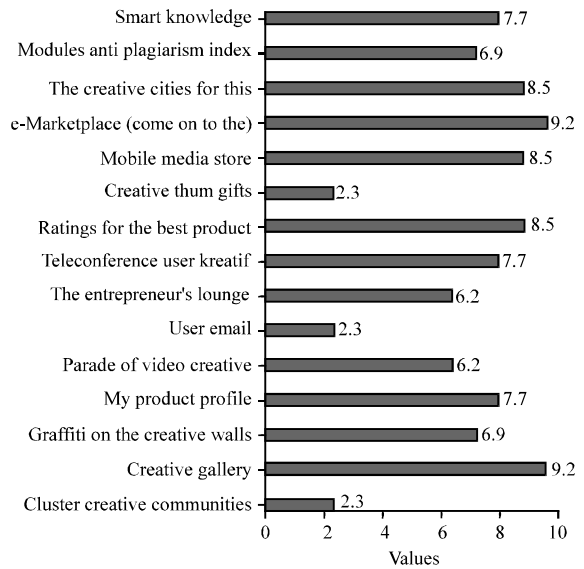 Smart knowledge 7.7
Modules anti plagiarism index 6.9
The creative cities for this 8.5
e-Marketplace (come on to the) 9.2
Mobile media store 8.5
Creative thum gifts 2.3
Ratings for the best product 8.5
Teleconference user kreatif 7.7
The entrepreneur's lounge 6.2
User email 2.3
Parade of video creative 6.2
My product profile 7.7
Graffiti on the creative walls 6.9
Creative gallery 9.2
Cluster creative communities 2.3
0 2 4 6 8 10
Values